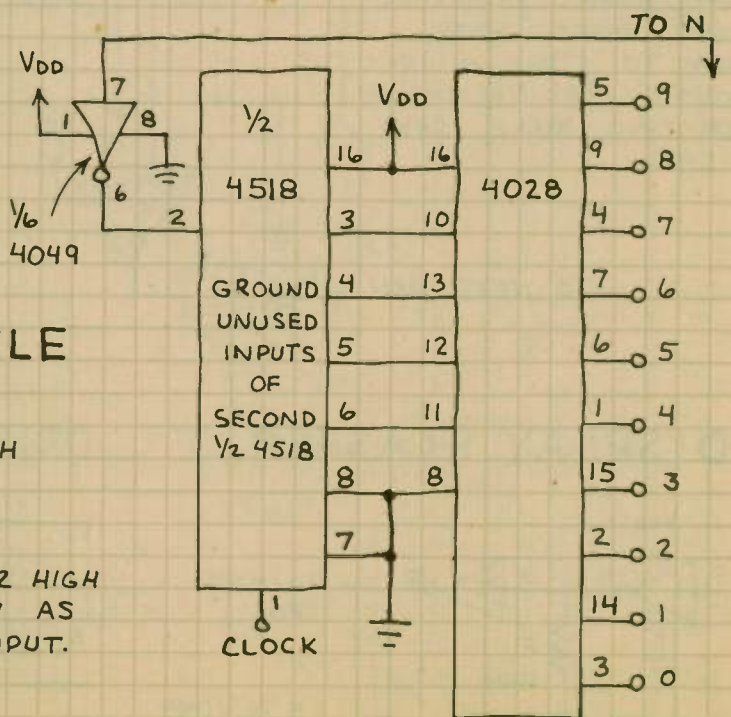 TO N
VDD
7
1
8
6
1/6
4049
2
1/2
4518
GROUND
UNUSED
INPUTS
OF
SECOND
1/2 4518
16
3
4
5
6
8
7
1
CLOCK
VDD
16
10
13
12
11
8
4028
5 9
9 8
4 7
7 6
6 5
1 4
15 3
2 2
14 1
3 0
LE
H
2 HIGH
AS
PUT.